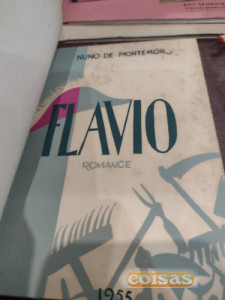 NUNO DE MONTEMOR
FLAVIO
ROMANCE
1955
coisas